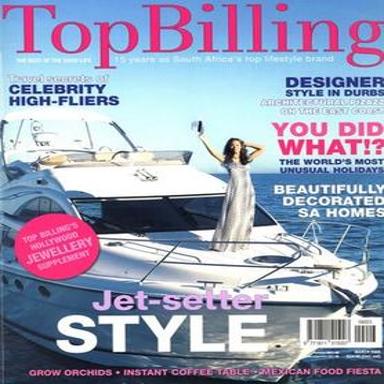 TopBilling
THE BEST OF THE GOOD LIFE
15 years as South Africa's top lifestyle brand
Travel secrets of
CELEBRITY
HIGH-FLIERS
DESIGNER
STYLE IN DURBS
ARCHITECTURAL PIZAZZ
ON THE EAST COAST
YOU DID
WHAT!?
THE WORLD'S MOST
UNUSUAL HOLIDAYS
BEAUTIFULLY
DECORATED
SA HOMES
TOP BILLING'S
HOLLYWOOD
JEWELLERY
SUPPLEMENT
Jet-setter
STYLE
GROW ORCHIDS • INSTANT COFFEE TABLE • MEXICAN FOOD FIESTA